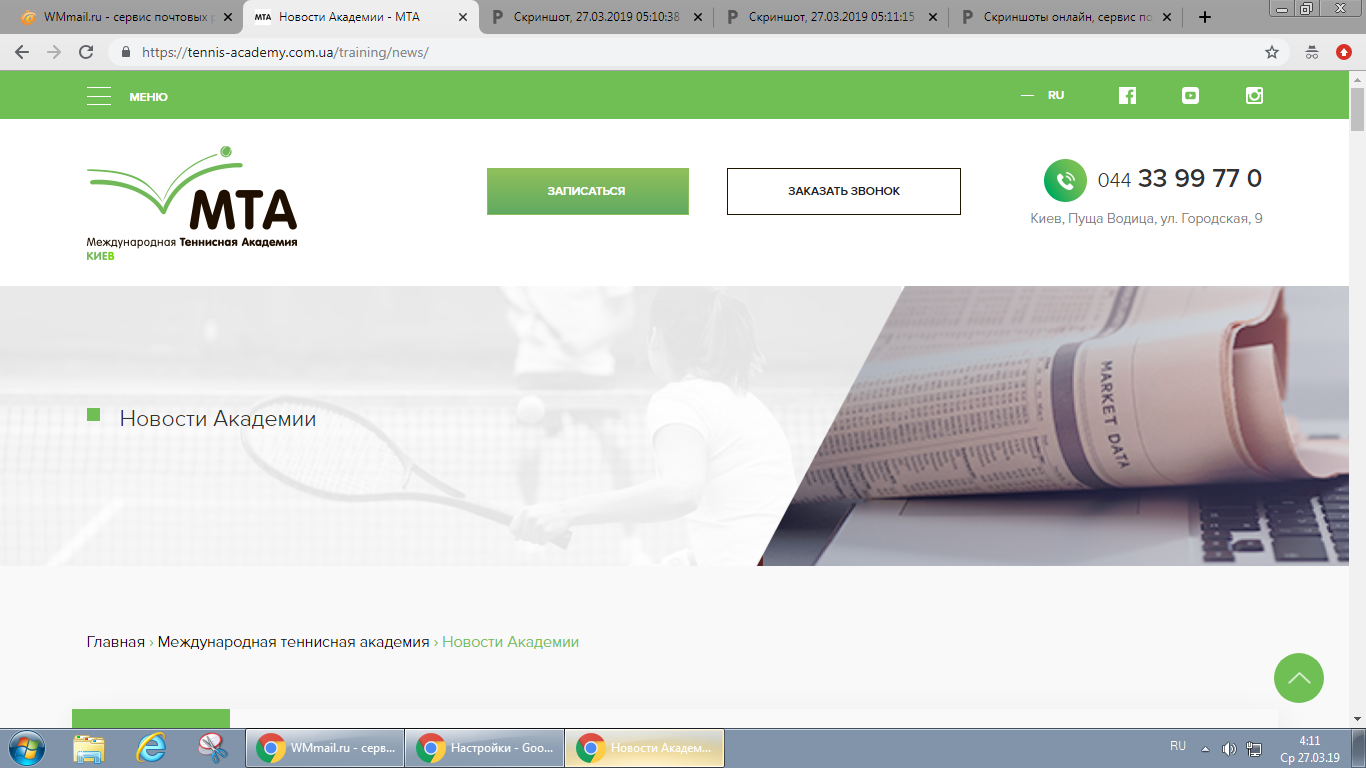 WMmail.ru - сервис почтовых р
Новости Академии - МТА
Скриншот, 27.03.2019 05:10:38
Скриншот, 27.03.2019 05:11:15
Скриншоты онлайн, сервис по
https://tennis-academy.com.ua/training/news/
МЕНЮ
RU
МТА
Международная Теннисная Академия
КИЕВ
ЗАПИСАТЬСЯ
ЗАКАЗАТЬ ЗВОНОК
044 33 99 77 0
Киев, Пуща Водица, ул. Городская, 9
Новости Академии
MARKET DATA
Главная › Международная теннисная академия › Новости Академии
WMmail.ru - серв...
Настройки - Goo...
Новости Академ...
RU
4:11
Ср 27.03.19